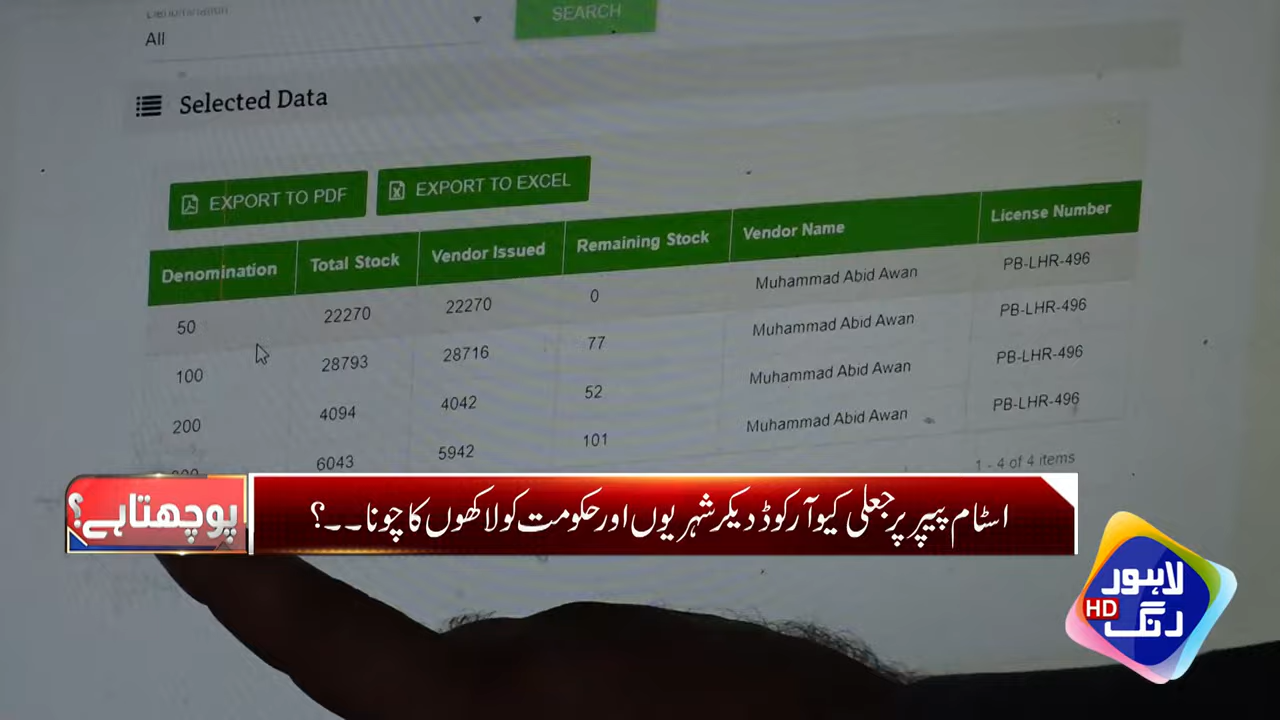 All
SEARCH
Selected Data
EXPORT TO PDF EXPORT TO EXCEL
Denomination Total Stock Vendor Issued Remaining Stock Vendor Name License Number
50 22270 22270 0 Muhammad Abid Awan PB-LHR-496
100 28793 28716 77 Muhammad Abid Awan PB-LHR-496
200 4094 4042 52 Muhammad Abid Awan PB-LHR-496
6043 5942 101 Muhammad Abid Awan PB-LHR-496
1 - 4 of 4 items
پوچھتا ہے؟
اسٹام پیپر پر جعلی کیو آر کوڈ دیکر شہریوں اور حکومت کو لاکھوں کا چونا۔۔۔؟
لاہور
رنگ
HD